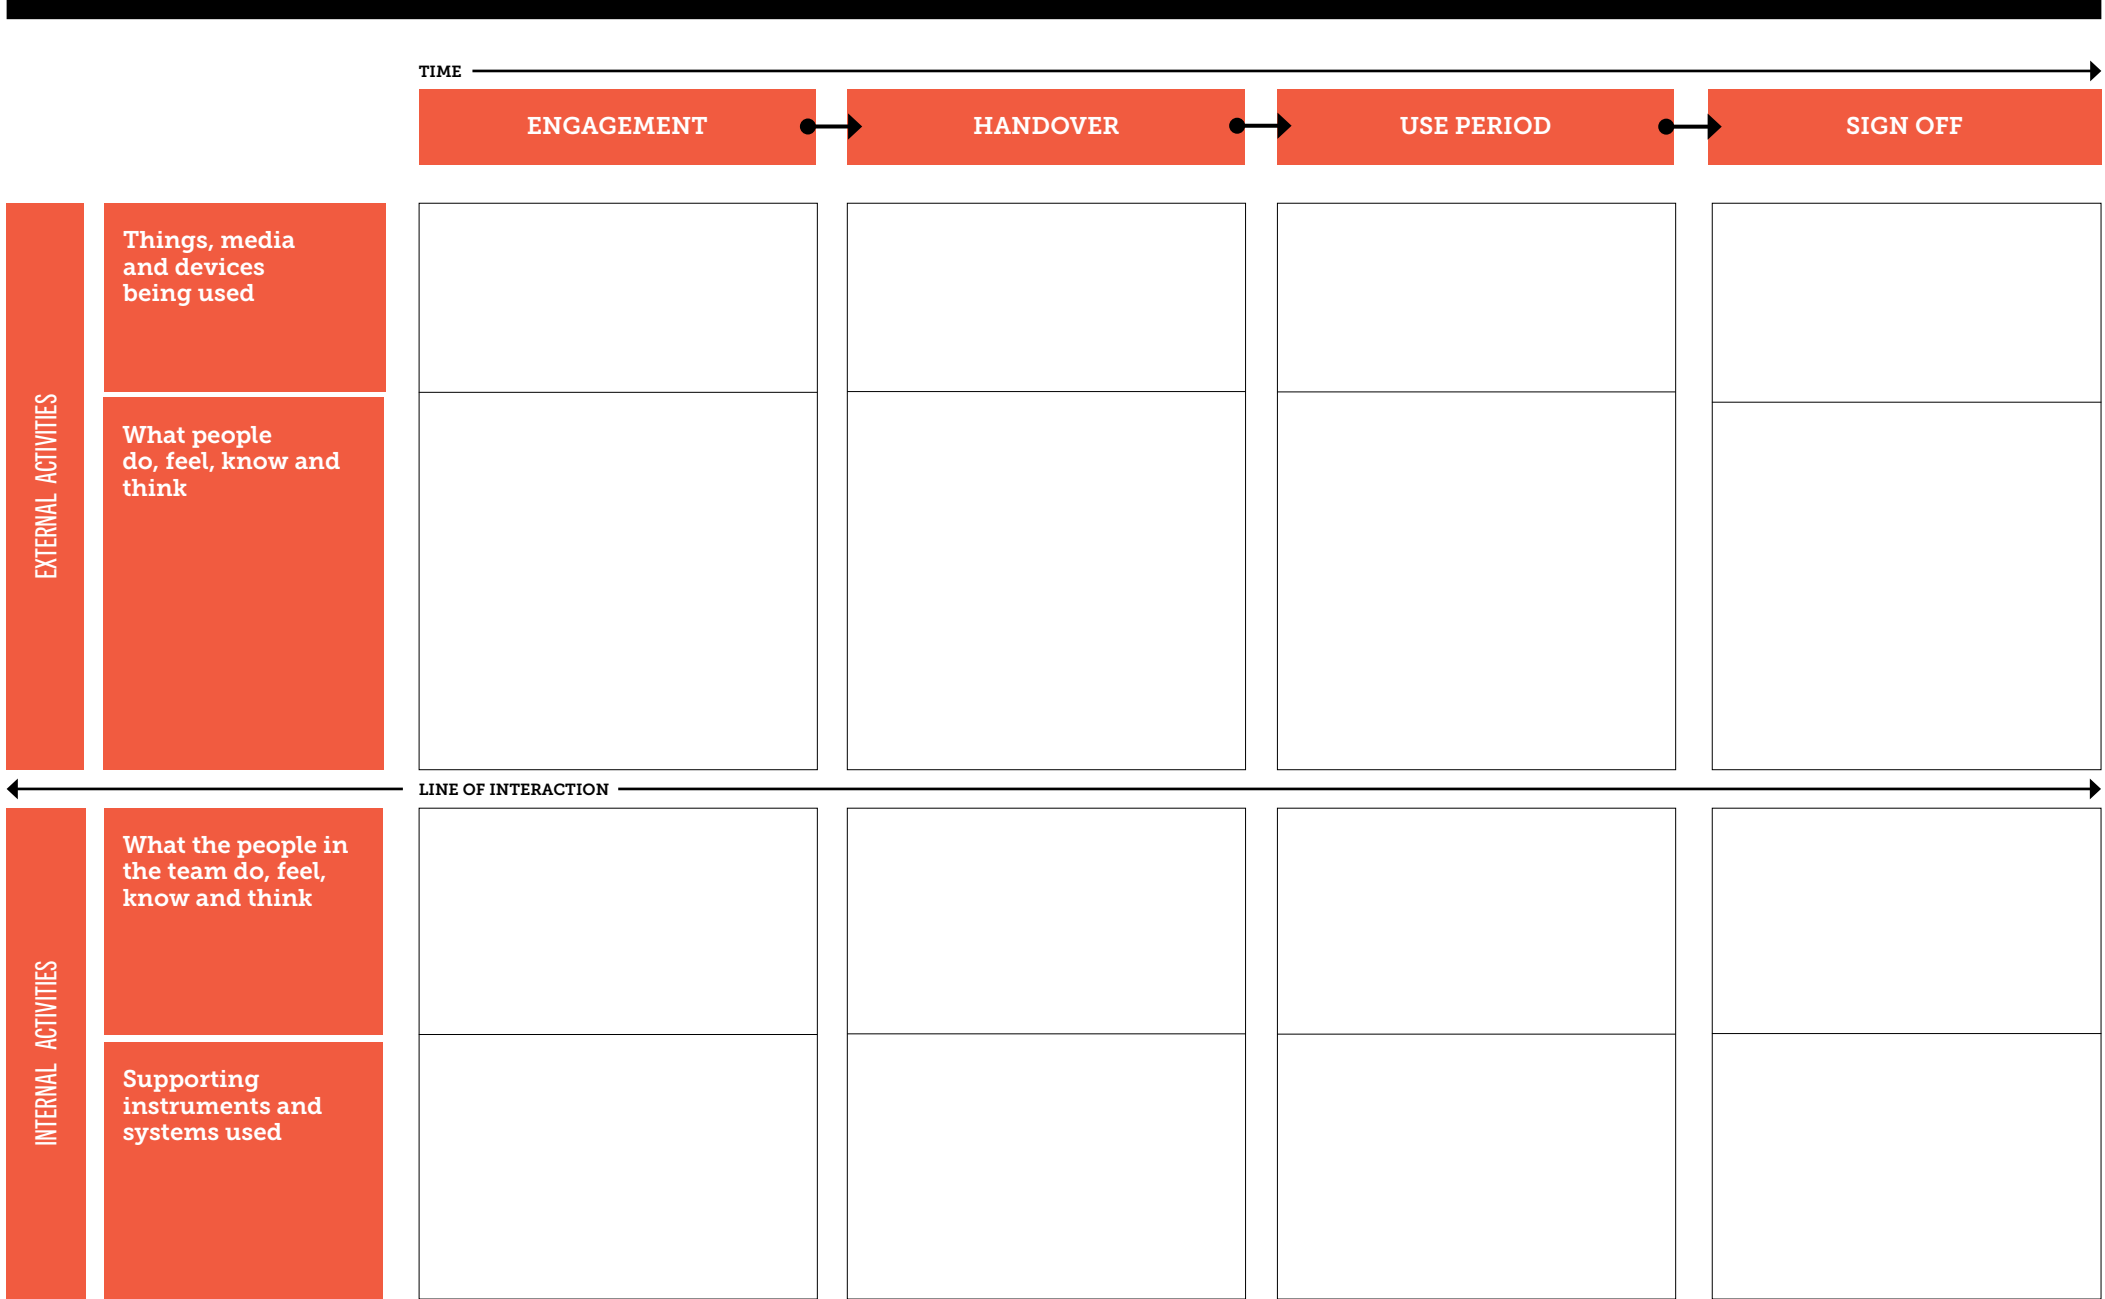 TIME
ENGAGEMENT
HANDOVER
USE PERIOD
SIGN OFF
EXTERNAL ACTIVITIES
Things, media
and devices
being used
What people
do, feel, know and
think
LINE OF INTERACTION
INTERNAL ACTIVITIES
What the people in
the team do, feel,
know and think
Supporting
instruments and
systems used